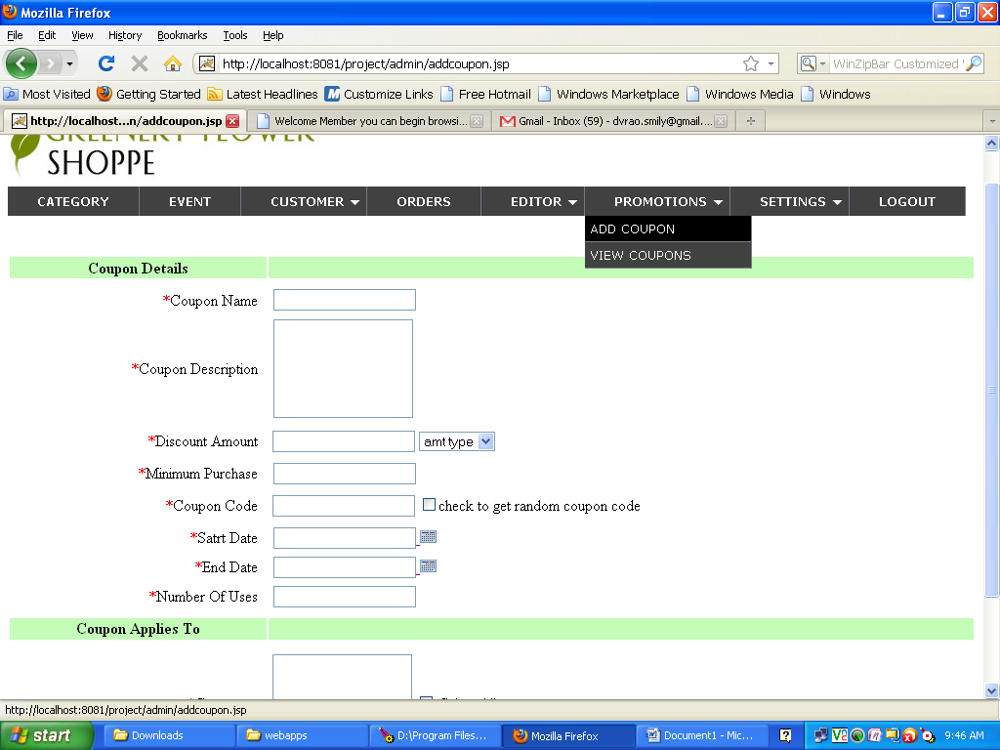 Mozilla Firefox
File Edit View History Bookmarks Tools Help
http://localhost:8081/project/admin/addcoupon.jsp
WinZipBar Customized
Most Visited Getting Started Latest Headlines Customize Links Free Hotmail Windows Marketplace Windows Media Windows
http://localhost...n/addcoupon.jsp Welcome Member you can begin browsi... Gmail - Inbox (59) - dvrao.smily@gmail....
GREENERY FLOWER
SHOPPE
CATEGORY EVENT CUSTOMER ORDERS EDITOR PROMOTIONS SETTINGS LOGOUT
ADD COUPON
VIEW COUPONS
Coupon Details
*Coupon Name
*Coupon Description
*Discount Amount amt type
*Minimum Purchase
*Coupon Code check to get random coupon code
*Satrt Date
*End Date
*Number Of Uses
Coupon Applies To
http://localhost:8081/project/admin/addcoupon.jsp
start Downloads webapps D:\Program Files... Mozilla Firefox Document1 - Mic... 9:46 AM